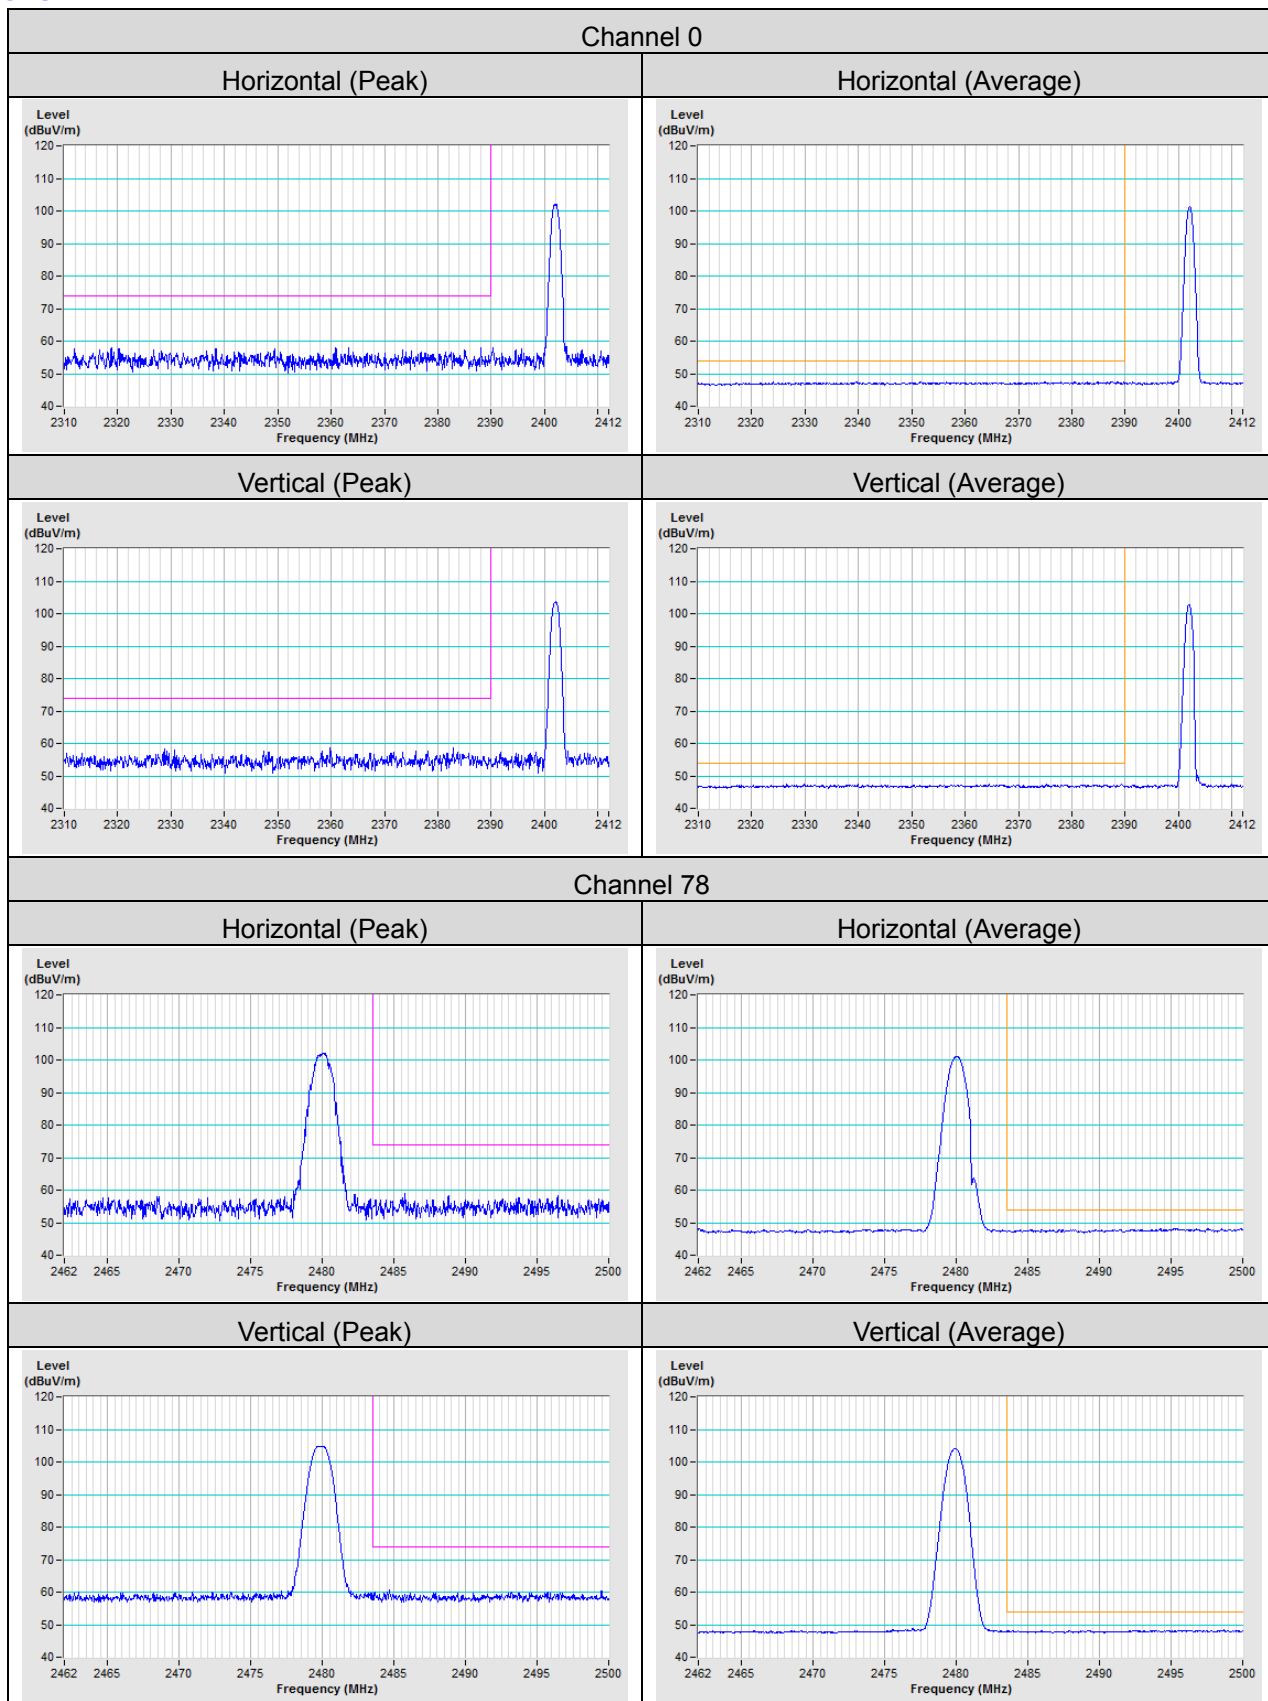 Channel 0
Horizontal (Peak) Horizontal (Average)
Level Level
(dBuV/m) (dBuV/m)
120 120
110 110
100 100
90 90
80 80
70 70
60 60
50 50
40 40
2310 2320 2330 2340 2350 2360 2370 2380 2390 2400 2412 2310 2320 2330 2340 2350 2360 2370 2380 2390 2400 2412
Frequency (MHz) Frequency (MHz)
Vertical (Peak) Vertical (Average)
Level Level
(dBuV/m) (dBuV/m)
120 120
110 110
100 100
90 90
80 80
70 70
60 60
50 50
40 40
2310 2320 2330 2340 2350 2360 2370 2380 2390 2400 2412 2310 2320 2330 2340 2350 2360 2370 2380 2390 2400 2412
Frequency (MHz) Frequency (MHz)
Channel 78
Horizontal (Peak) Horizontal (Average)
Level Level
(dBuV/m) (dBuV/m)
120 120
110 110
100 100
90 90
80 80
70 70
60 60
50 50
40 40
2462 2465 2470 2475 2480 2485 2490 2495 2500 2462 2465 2470 2475 2480 2485 2490 2495 2500
Frequency (MHz) Frequency (MHz)
Vertical (Peak) Vertical (Average)
Level Level
(dBuV/m) (dBuV/m)
120 120
110 110
100 100
90 90
80 80
70 70
60 60
50 50
40 40
2462 2465 2470 2475 2480 2485 2490 2495 2500 2462 2465 2470 2475 2480 2485 2490 2495 2500
Frequency (MHz) Frequency (MHz)